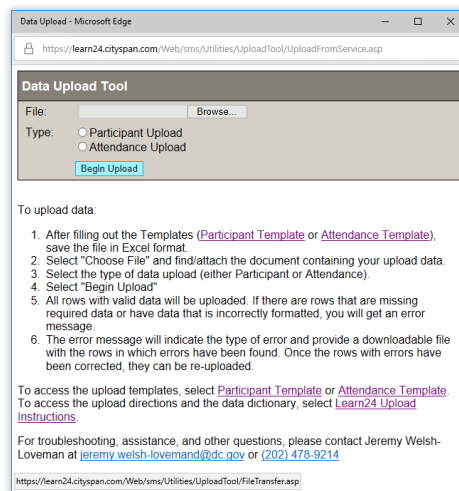 Data Upload - Microsoft Edge
https://learn24.cityspan.com/Web/sms/Utilities/UploadTool/UploadFromService.asp
Data Upload Tool
File: Browse...
Type: Participant Upload
Attendance Upload
Begin Upload
To upload data:
1. After filling out the Templates (Participant Template or Attendance Template),
save the file in Excel format.
2. Select "Choose File" and find/attach the document containing your upload data.
3. Select the type of data upload (either Participant or Attendance).
4. Select "Begin Upload"
5. All rows with valid data will be uploaded. If there are rows that are missing
required data or have data that is incorrectly formatted, you will get an error
message.
6. The error message will indicate the type of error and provide a downloadable file
with the rows in which errors have been found. Once the rows with errors have
been corrected, they can be re-uploaded.
To access the upload templates, select Participant Template or Attendance Template.
To access the upload directions and the data dictionary, select Learn24 Upload
Instructions.
For troubleshooting, assistance, and other questions, please contact Jeremy Welsh-
Loveman at jeremy.welsh-lovemand@dc.gov or (202) 478-9214
https://learn24.cityspan.com/Web/sms/Utilities/UploadTool/FileTransfer.asp